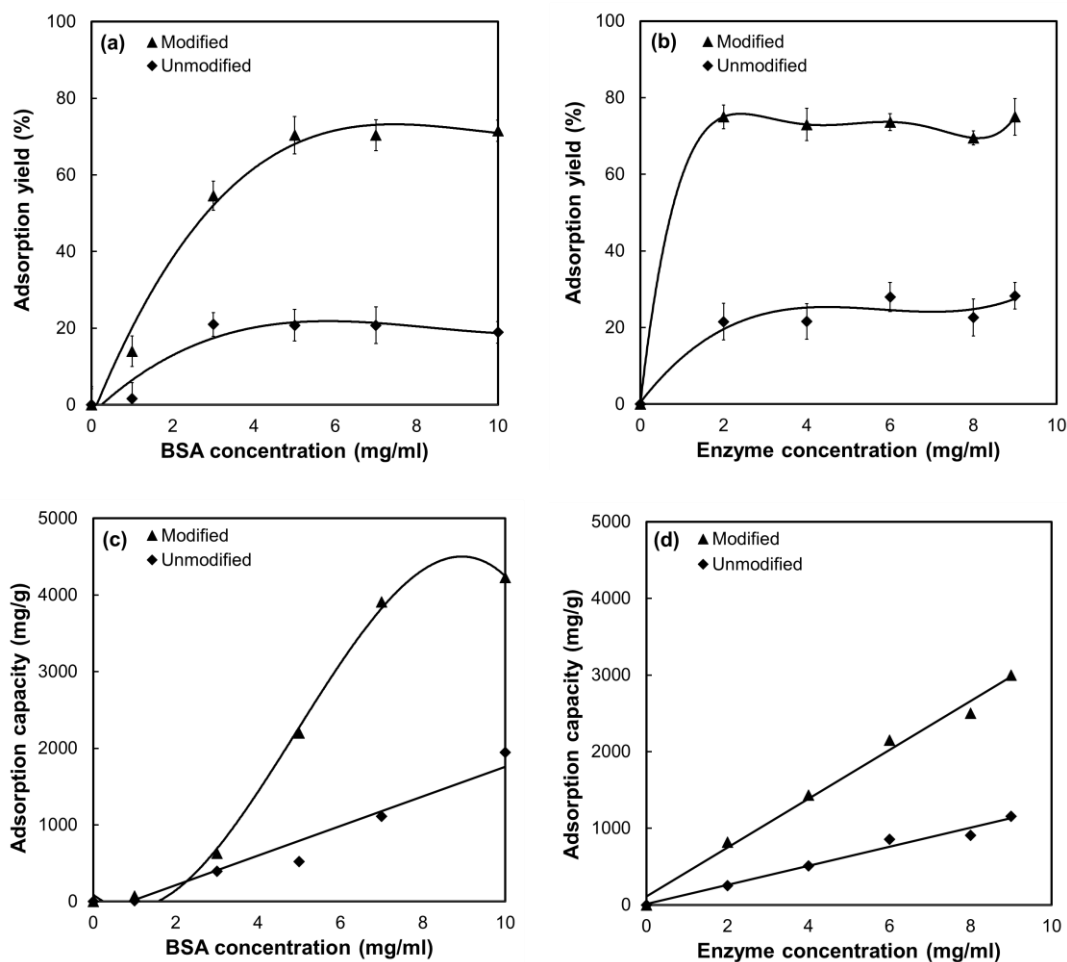 (a)
Modified
Unmodified
100
80
60
40
20
0
Adsorption yield (%)
0 2 4 6 8 10
BSA concentration (mg/ml)
(b)
Modified
Unmodified
100
80
60
40
20
0
Adsorption yield (%)
0 2 4 6 8 10
Enzyme concentration (mg/ml)
(c)
Modified
Unmodified
5000
4000
3000
2000
1000
0
Adsorption capacity (mg/g)
0 2 4 6 8 10
BSA concentration (mg/ml)
(d)
Modified
Unmodified
5000
4000
3000
2000
1000
0
Adsorption capacity (mg/g)
0 2 4 6 8 10
Enzyme concentration (mg/ml)